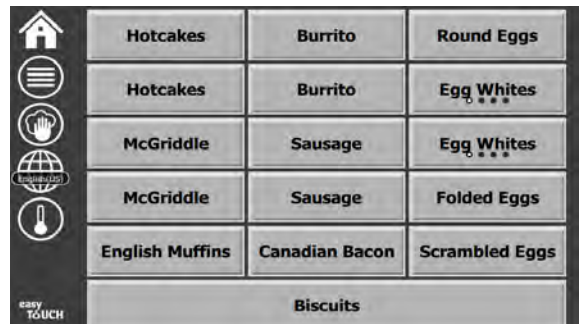 Hotcakes Burrito Round Eggs
Hotcakes Burrito Egg Whites
McGriddle Sausage Egg Whites
English(US)
McGriddle Sausage Folded Eggs
English Muffins Canadian Bacon Scrambled Eggs
Biscuits
easy
TOUCH